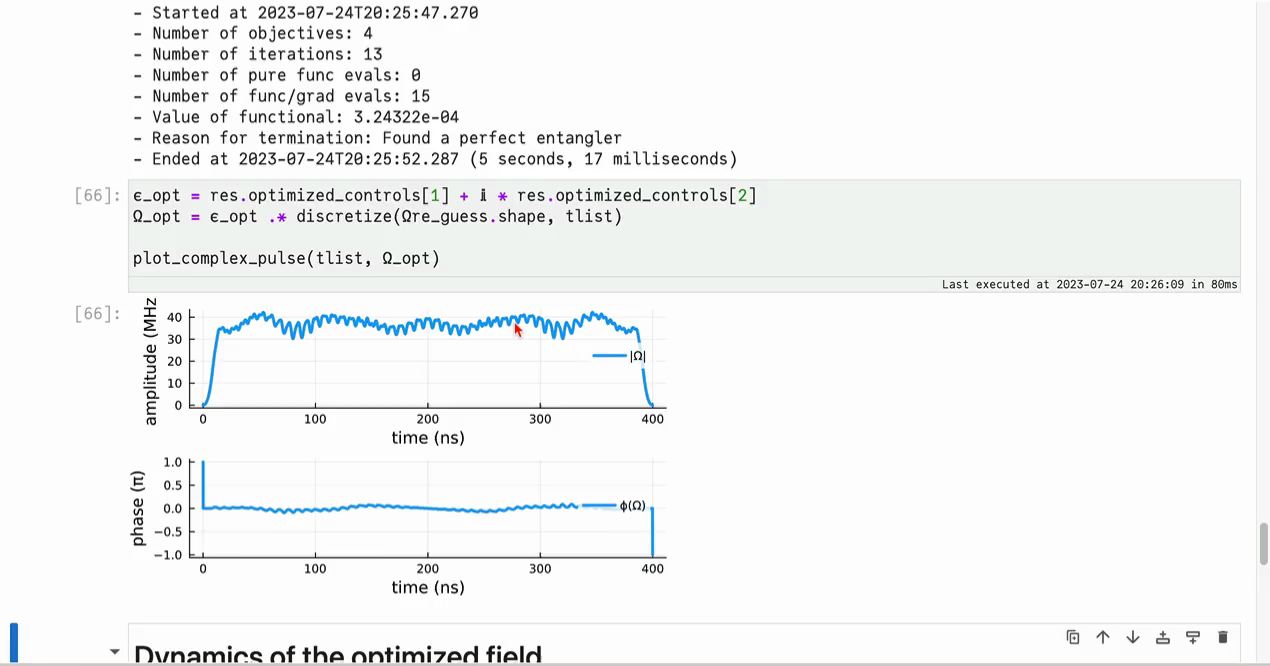 - Started at 2023-07-24T20:25:47.270
- Number of objectives: 4
- Number of iterations: 13
- Number of pure func evals: 0
- Number of func/grad evals: 15
- Value of functional: 3.24322e-04
- Reason for termination: Found a perfect entangler
- Ended at 2023-07-24T20:25:52.287 (5 seconds, 17 milliseconds)
[66]: ϵ_opt = res.optimized_controls[1] + 𝕚 * res.optimized_controls[2]
Ω_opt = ϵ_opt .* discretize(Ωre_guess.shape, tlist)
plot_complex_pulse(tlist, Ω_opt)
Last executed at 2023-07-24 20:26:09 in 80ms
[66]:
amplitude (MHz
40
30
20
10
0
|Ω|
0 100 200 300 400
time (ns)
phase (π)
1.0
0.5
0.0
−0.5
−1.0
ϕ(Ω)
0 100 200 300 400
time (ns)
Dynamics of the optimized field